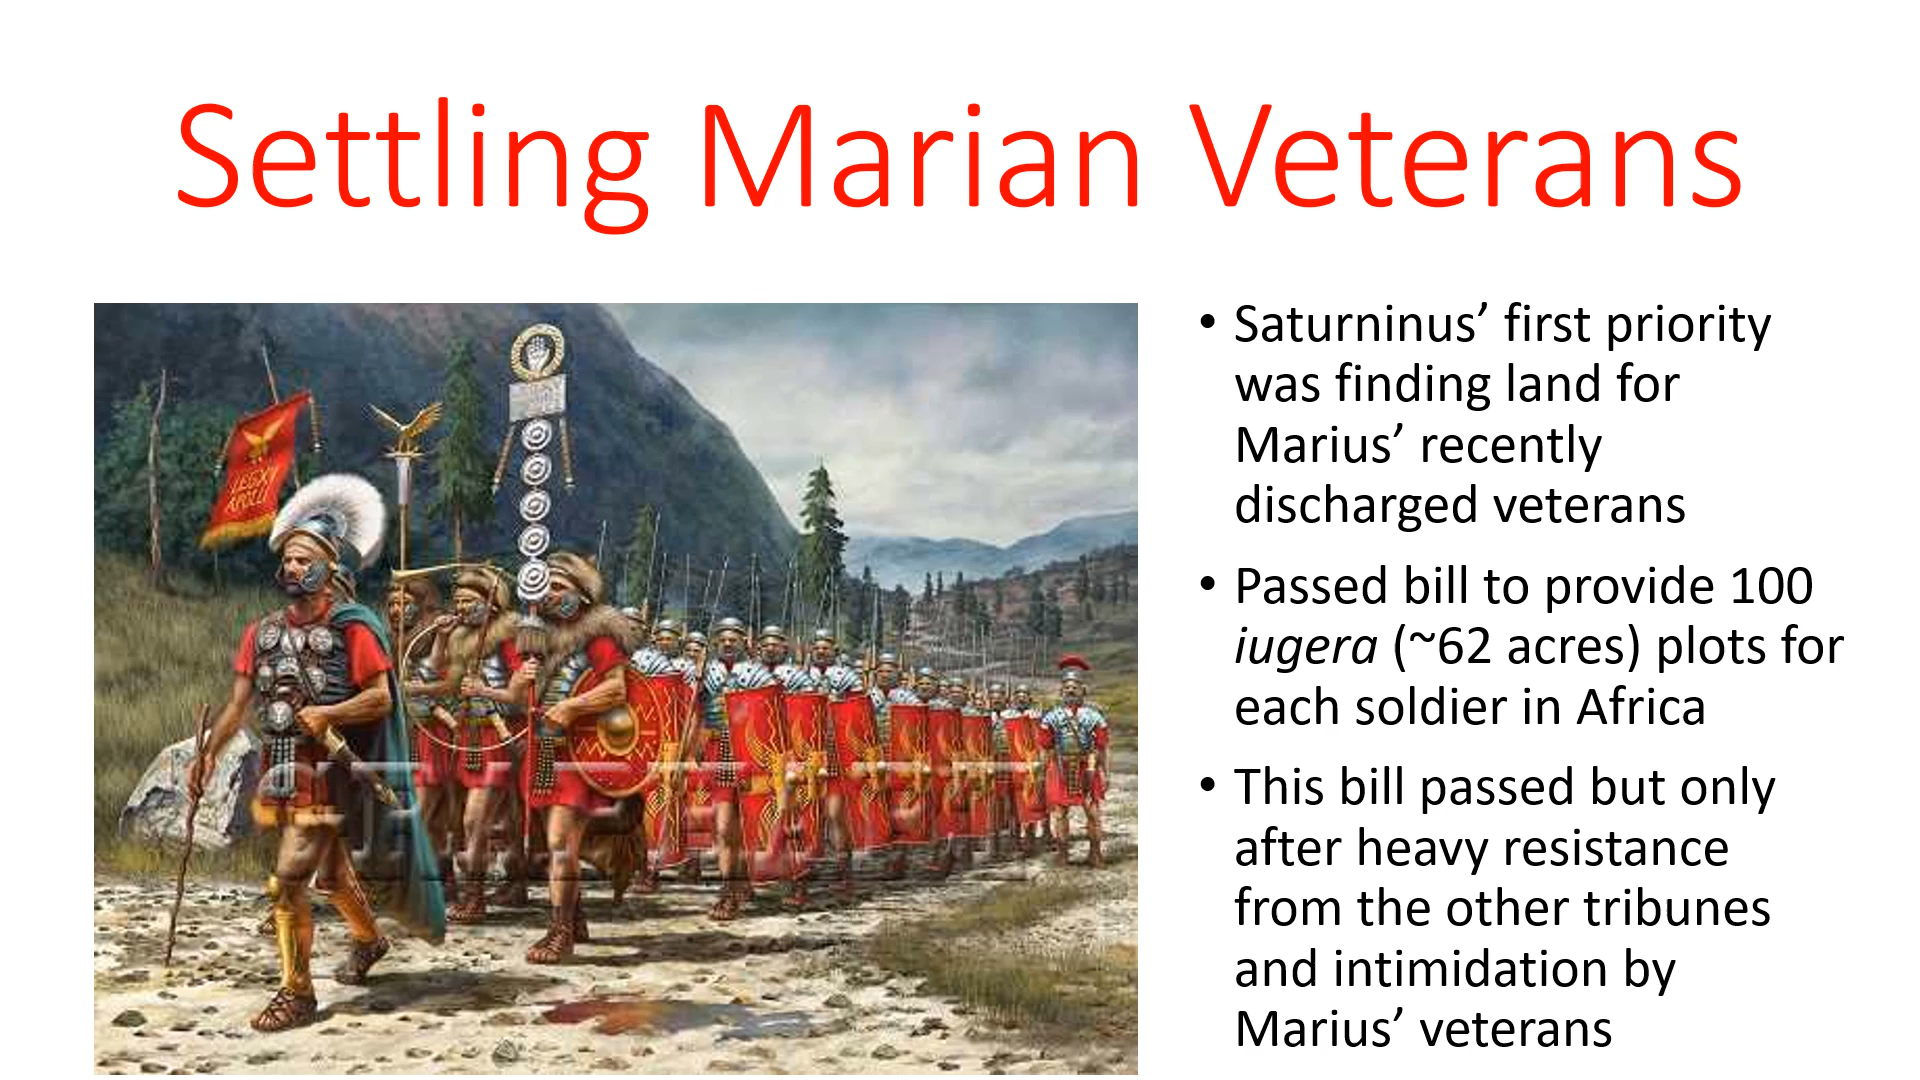 Settling Marian Veterans
LEGXV
APOLL
• Saturninus’ first priority
was finding land for
Marius’ recently
discharged veterans
• Passed bill to provide 100
iugera (~62 acres) plots for
each soldier in Africa
• This bill passed but only
after heavy resistance
from the other tribunes
and intimidation by
Marius’ veterans